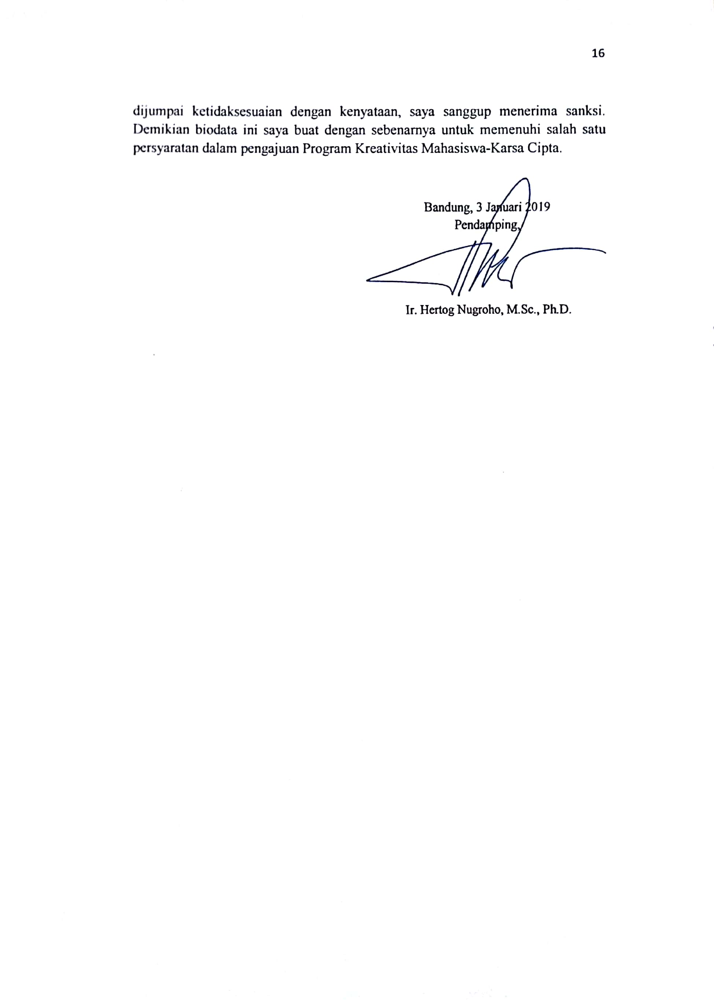 16
dijumpai ketidaksesuaian dengan kenyataan, saya sanggup menerima sanksi.
Demikian biodata ini saya buat dengan sebenarnya untuk memenuhi salah satu
persyaratan dalam pengajuan Program Kreativitas Mahasiswa-Karsa Cipta.
Bandung, 3 Januari 2019
Pendamping,
Ir. Hertog Nugroho, M.Sc., Ph.D.